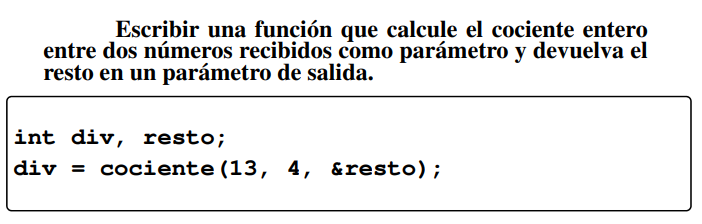 Escribir una función que calcule el cociente entero
entre dos números recibidos como parámetro y devuelva el
resto en un parámetro de salida.
int div, resto;
div = cociente(13, 4, &resto);